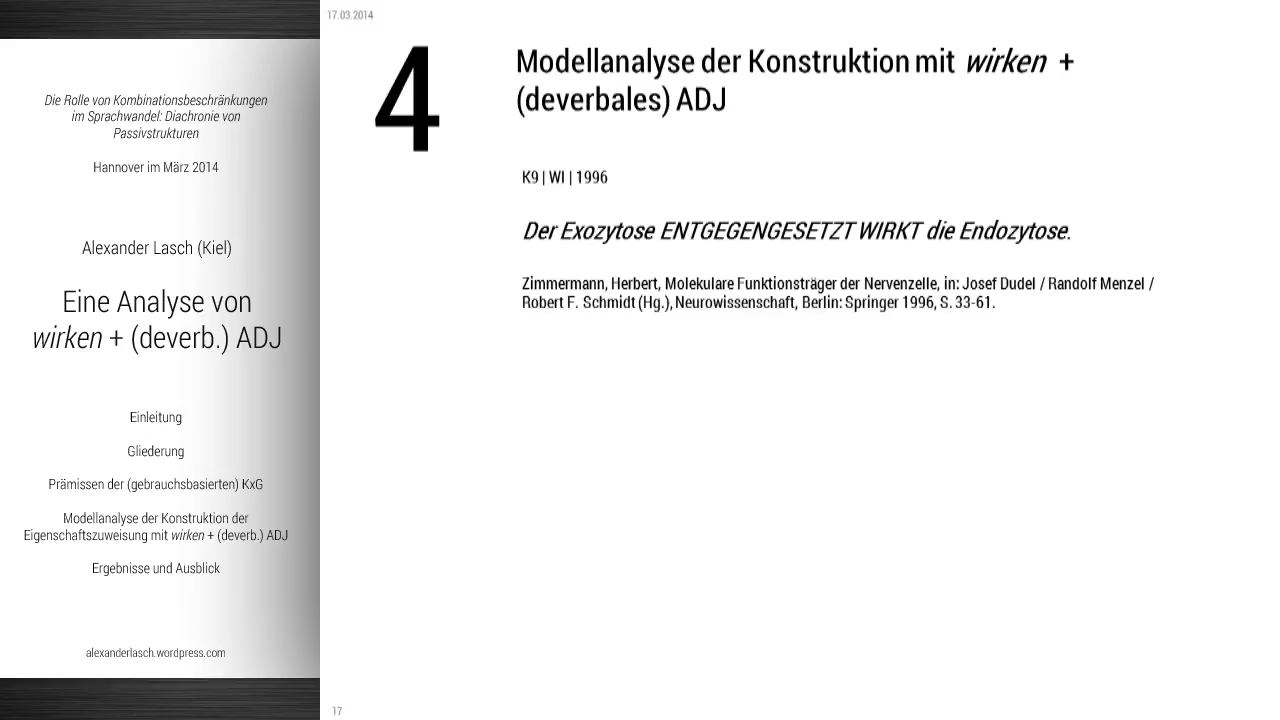 Die Rolle von Kombinationsbeschränkungen
im Sprachwandel: Diachronie von
Passivstrukturen
Hannover im März 2014
Alexander Lasch (Kiel)
Eine Analyse von
wirken + (deverb.) ADJ
Einleitung
Gliederung
Prämissen der (gebrauchsbasierten) KxG
Modellanalyse der Konstruktion der
Eigenschaftszuweisung mit wirken + (deverb.) ADJ
Ergebnisse und Ausblick
alexanderlasch.wordpress.com
17.03.2014
4
Modellanalyse der Konstruktion mit wirken +
(deverbales) ADJ
K9 | WI | 1996
Der Exozytose ENTGEGENGESETZT WIRKT die Endozytose.
Zimmermann, Herbert, Molekulare Funktionsträger der Nervenzelle, in: Josef Dudel / Randolf Menzel /
Robert F. Schmidt (Hg.), Neurowissenschaft, Berlin: Springer 1996, S. 33-61.
17